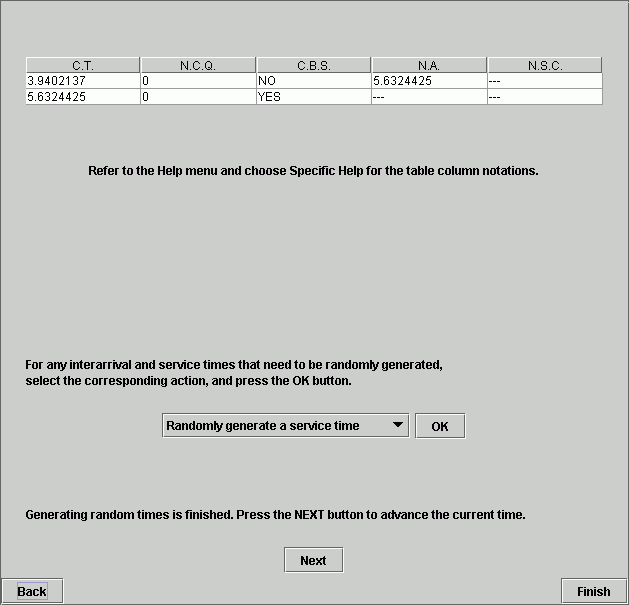 C.T. N.C.Q. C.B.S. N.A. N.S.C.
3.9402137 0 NO 5.6324425 ---
5.6324425 0 YES --- ---
Refer to the Help menu and choose Specific Help for the table column notations.
For any interarrival and service times that need to be randomly generated,
select the corresponding action, and press the OK button.
Randomly generate a service time OK
Generating random times is finished. Press the NEXT button to advance the current time.
Next
Back Finish